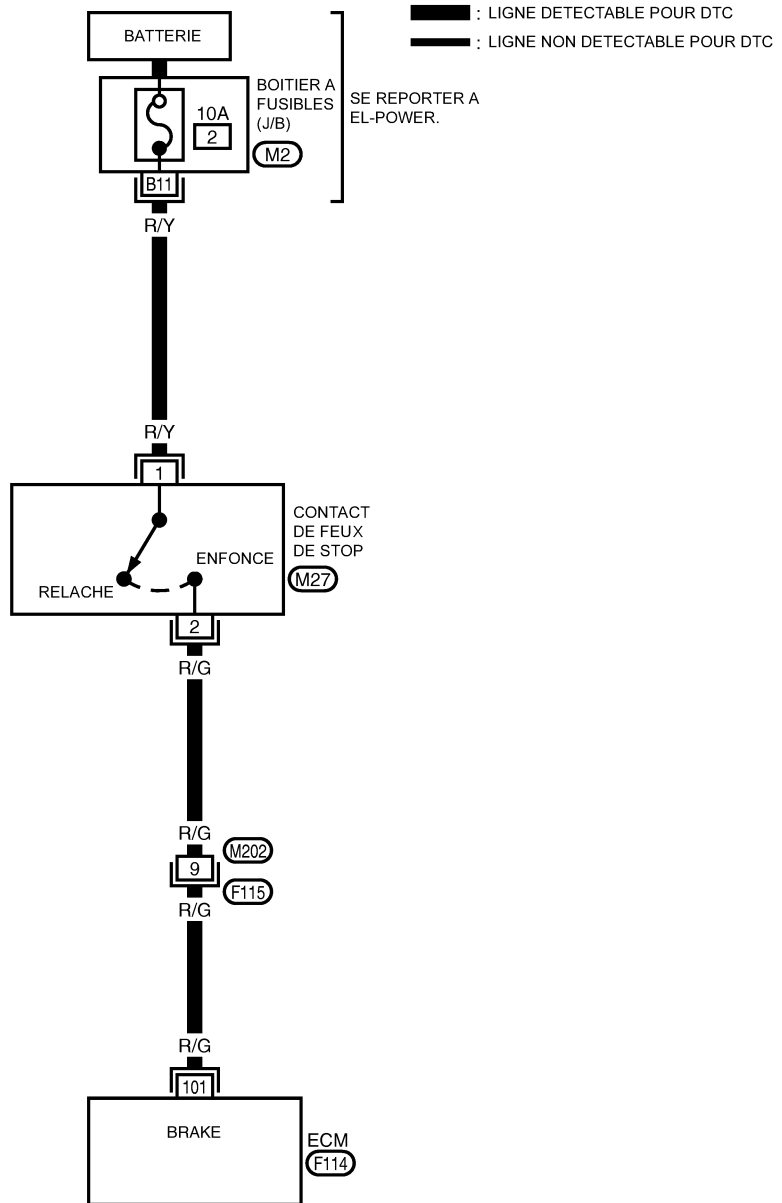 : LIGNE DETECTABLE POUR DTC
: LIGNE NON DETECTABLE POUR DTC
BATTERIE
BOITIER A
FUSIBLES
(J/B)
M2
10A
2
SE REPORTER A
EL-POWER.
B11
R/Y
R/Y
1
CONTACT
DE FEUX
DE STOP
M27
ENFONCE
RELACHE
2
R/G
R/G
M202
9
F115
R/G
R/G
101
BRAKE
ECM
F114